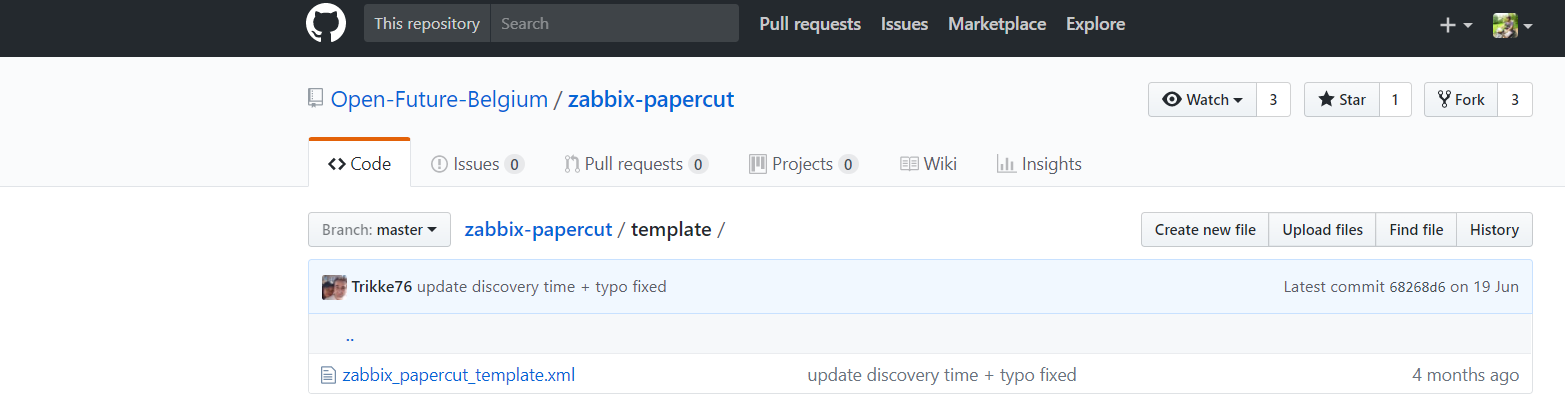 This repository Search Pull requests Issues Marketplace Explore
Open-Future-Belgium / zabbix-papercut Watch 3 Star 1 Fork 3
Code Issues 0 Pull requests 0 Projects 0 Wiki Insights
Branch: master zabbix-papercut / template / Create new file Upload files Find file History
Trikke76 update discovery time + typo fixed Latest commit 68268d6 on 19 Jun
..
zabbix_papercut_template.xml update discovery time + typo fixed 4 months ago